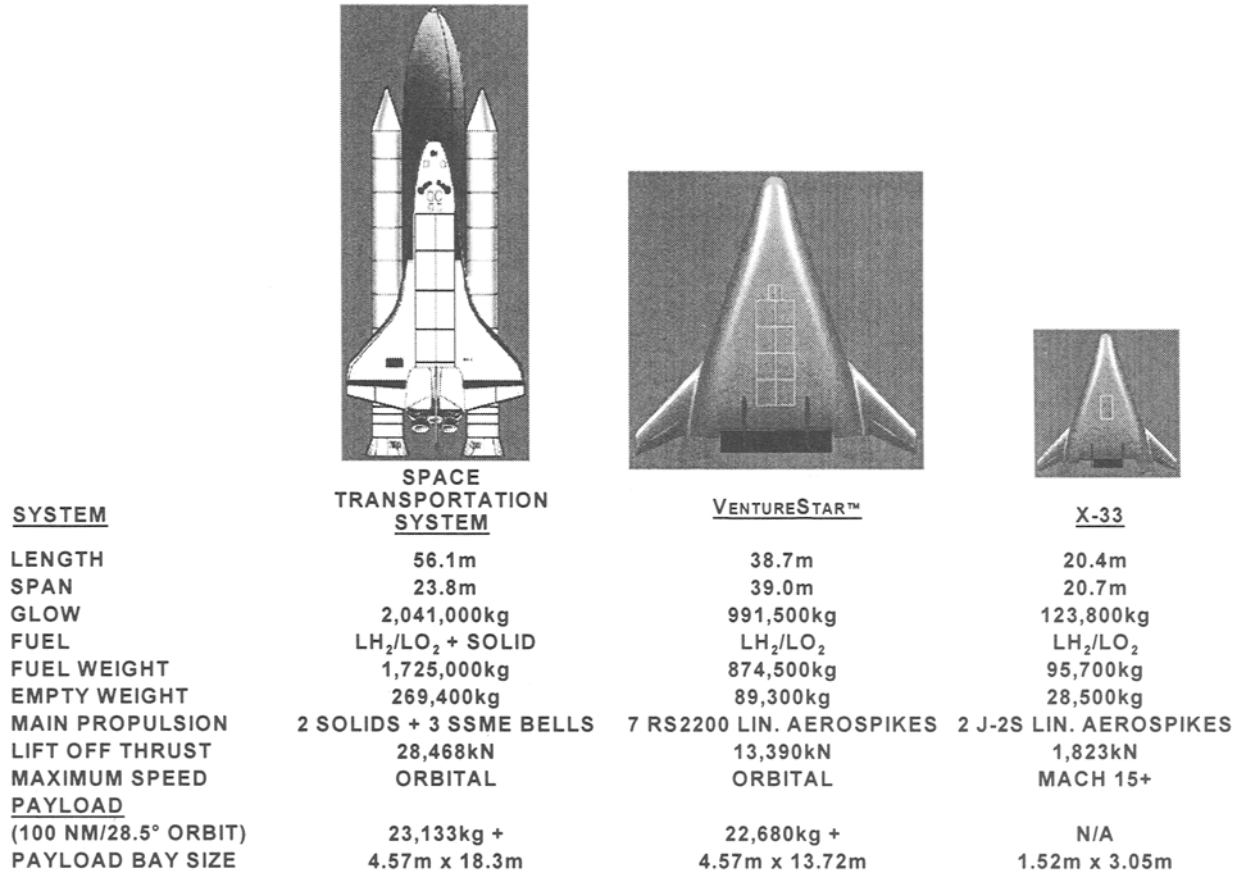 SPACE
TRANSPORTATION
SYSTEM VENTURESTAR™ SYSTEM X-33
LENGTH 56.1m 38.7m 20.4m
SPAN 23.8m 39.0m 20.7m
GLOW 2,041,000kg 991,500kg 123,800kg
FUEL LH₂/LO₂ + SOLID LH₂/LO₂ LH₂/LO₂
FUEL WEIGHT 1,725,000kg 874,500kg 95,700kg
EMPTY WEIGHT 269,400kg 89,300kg 28,500kg
MAIN PROPULSION 2 SOLIDS + 3 SSME BELLS 7 RS2200 LIN. AEROSPIKES 2 J-2S LIN. AEROSPIKES
LIFT OFF THRUST 28,468kN 13,390kN 1,823kN
MAXIMUM SPEED ORBITAL ORBITAL MACH 15+
PAYLOAD
(100 NM/28.5° ORBIT) 23,133kg + 22,680kg + N/A
PAYLOAD BAY SIZE 4.57m x 18.3m 4.57m x 13.72m 1.52m x 3.05m